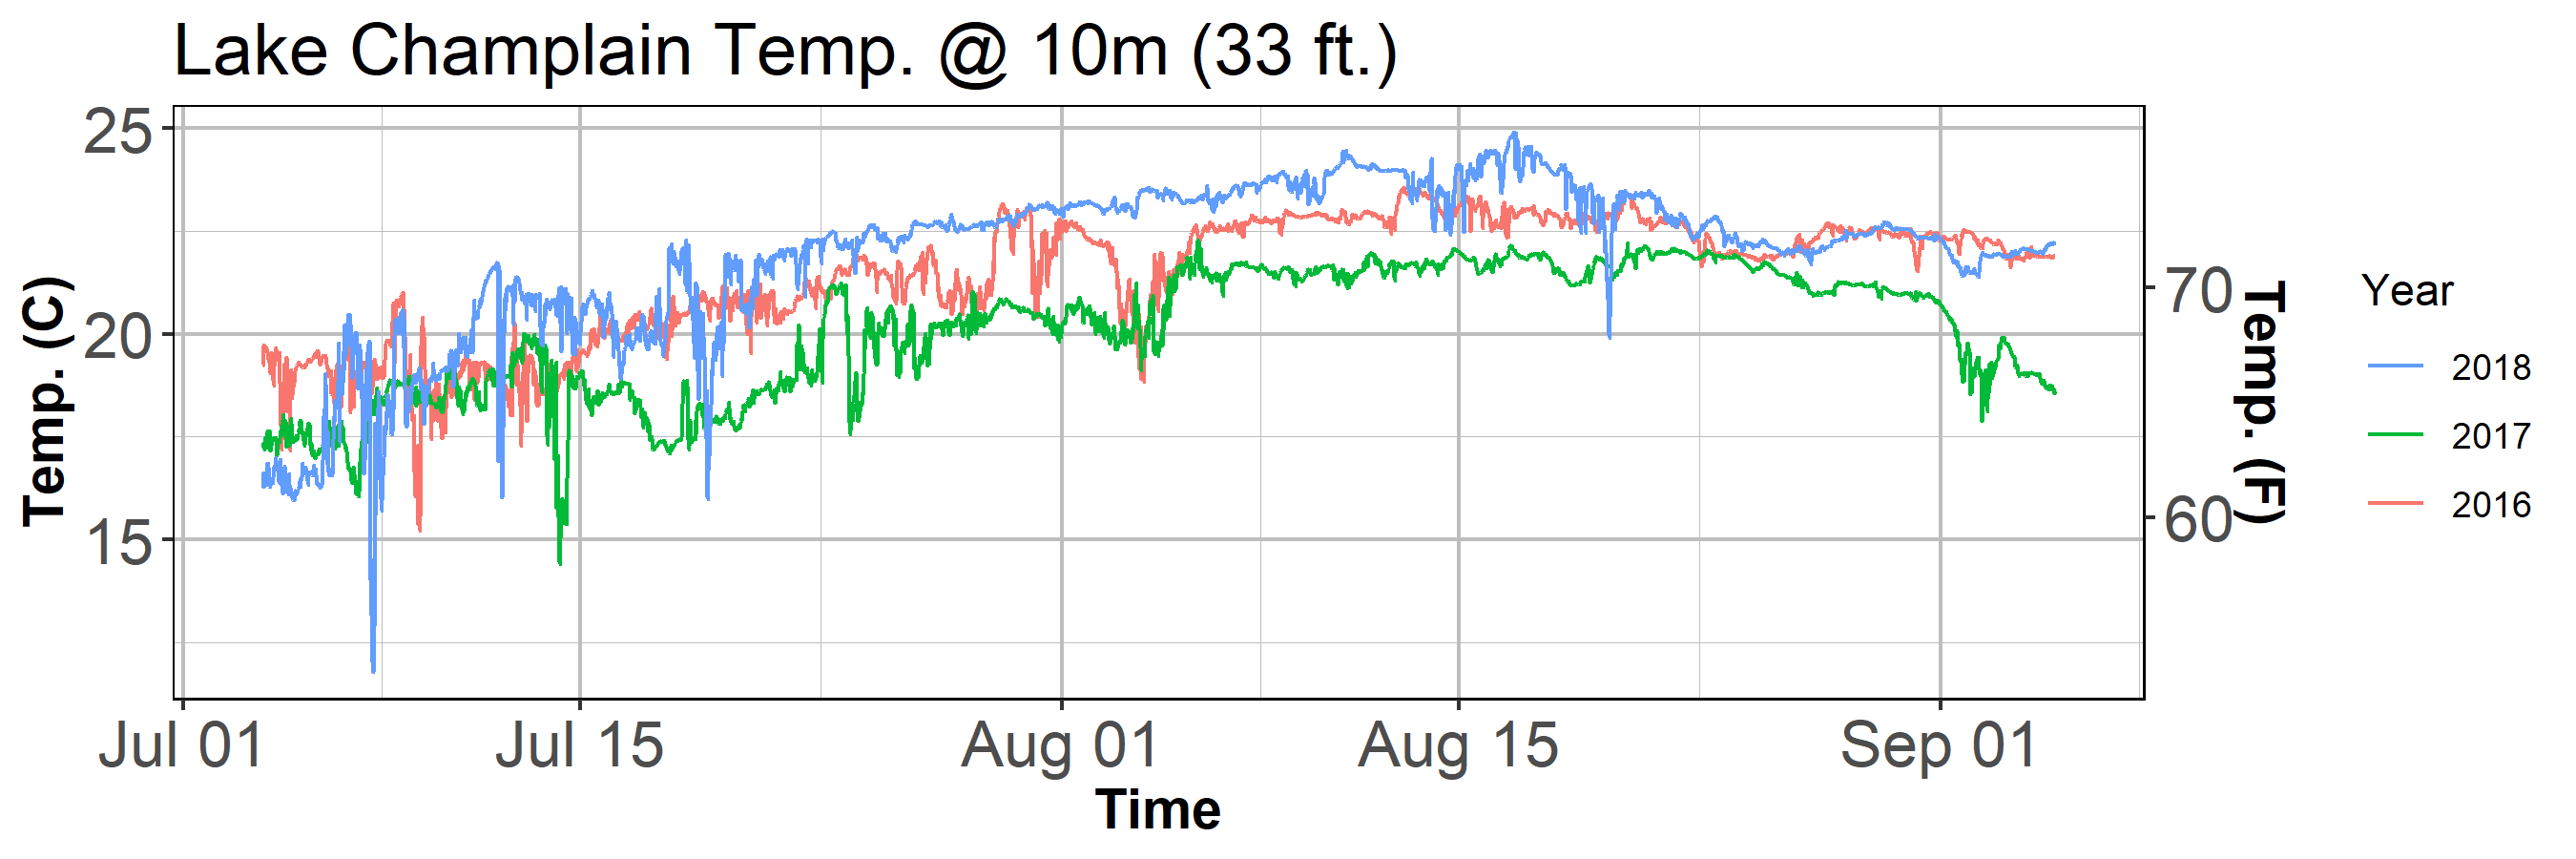 Lake Champlain Temp. @ 10m (33 ft.)
25
20
15
Temp. (C)
70
60
Temp. (F)
Jul 01
Jul 15
Aug 01
Aug 15
Sep 01
Time
Year
2018
2017
2016